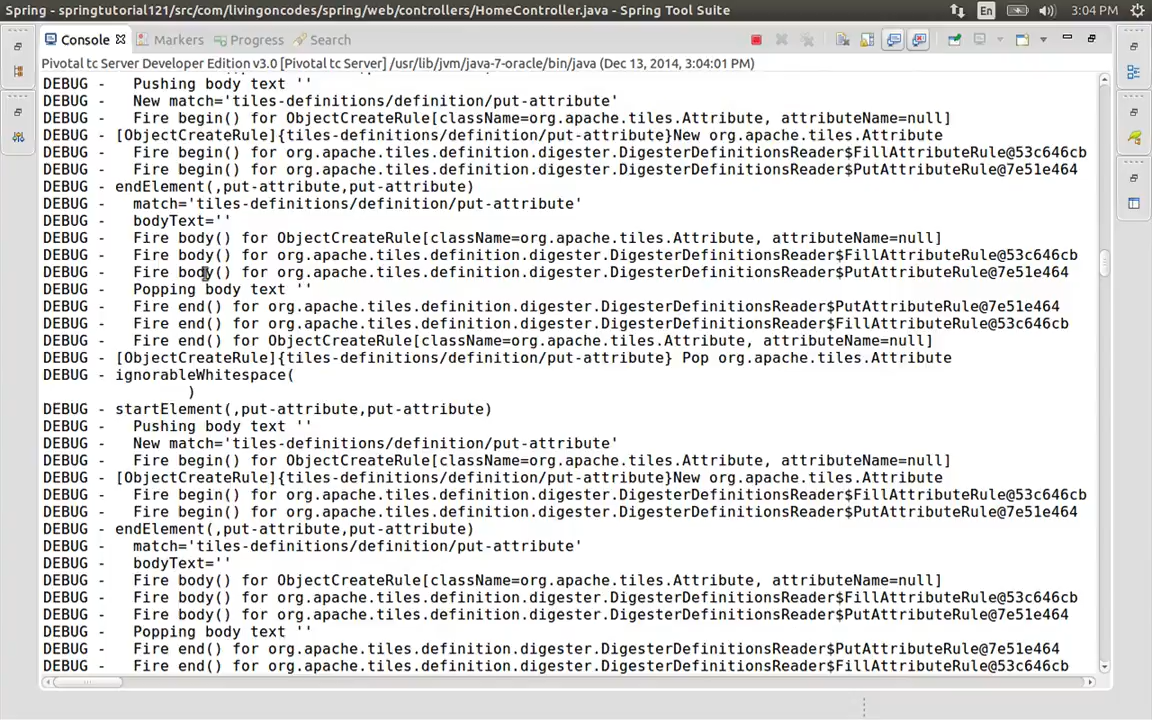 Spring - springtutorial121/src/com/livingoncodes/spring/web/controllers/HomeController.java - Spring Tool Suite
En
3:04 PM
Console
Markers
Progress
Search
Pivotal tc Server Developer Edition v3.0 [Pivotal tc Server] /usr/lib/jvm/java-7-oracle/bin/java (Dec 13, 2014, 3:04:01 PM)
DEBUG -   Pushing body text ''
DEBUG -   New match='tiles-definitions/definition/put-attribute'
DEBUG -   Fire begin() for ObjectCreateRule[className=org.apache.tiles.Attribute, attributeName=null]
DEBUG - [ObjectCreateRule]{tiles-definitions/definition/put-attribute}New org.apache.tiles.Attribute
DEBUG -   Fire begin() for org.apache.tiles.definition.digester.DigesterDefinitionsReader$FillAttributeRule@53c646cb
DEBUG -   Fire begin() for org.apache.tiles.definition.digester.DigesterDefinitionsReader$PutAttributeRule@7e51e464
DEBUG - endElement(,put-attribute,put-attribute)
DEBUG -   match='tiles-definitions/definition/put-attribute'
DEBUG -   bodyText=''
DEBUG -   Fire body() for ObjectCreateRule[className=org.apache.tiles.Attribute, attributeName=null]
DEBUG -   Fire body() for org.apache.tiles.definition.digester.DigesterDefinitionsReader$FillAttributeRule@53c646cb
DEBUG -   Fire body() for org.apache.tiles.definition.digester.DigesterDefinitionsReader$PutAttributeRule@7e51e464
DEBUG -   Popping body text ''
DEBUG -   Fire end() for org.apache.tiles.definition.digester.DigesterDefinitionsReader$PutAttributeRule@7e51e464
DEBUG -   Fire end() for org.apache.tiles.definition.digester.DigesterDefinitionsReader$FillAttributeRule@53c646cb
DEBUG -   Fire end() for ObjectCreateRule[className=org.apache.tiles.Attribute, attributeName=null]
DEBUG - [ObjectCreateRule]{tiles-definitions/definition/put-attribute} Pop org.apache.tiles.Attribute
DEBUG - ignorableWhitespace(
)
DEBUG - startElement(,put-attribute,put-attribute)
DEBUG -   Pushing body text ''
DEBUG -   New match='tiles-definitions/definition/put-attribute'
DEBUG -   Fire begin() for ObjectCreateRule[className=org.apache.tiles.Attribute, attributeName=null]
DEBUG - [ObjectCreateRule]{tiles-definitions/definition/put-attribute}New org.apache.tiles.Attribute
DEBUG -   Fire begin() for org.apache.tiles.definition.digester.DigesterDefinitionsReader$FillAttributeRule@53c646cb
DEBUG -   Fire begin() for org.apache.tiles.definition.digester.DigesterDefinitionsReader$PutAttributeRule@7e51e464
DEBUG - endElement(,put-attribute,put-attribute)
DEBUG -   match='tiles-definitions/definition/put-attribute'
DEBUG -   bodyText=''
DEBUG -   Fire body() for ObjectCreateRule[className=org.apache.tiles.Attribute, attributeName=null]
DEBUG -   Fire body() for org.apache.tiles.definition.digester.DigesterDefinitionsReader$FillAttributeRule@53c646cb
DEBUG -   Fire body() for org.apache.tiles.definition.digester.DigesterDefinitionsReader$PutAttributeRule@7e51e464
DEBUG -   Popping body text ''
DEBUG -   Fire end() for org.apache.tiles.definition.digester.DigesterDefinitionsReader$PutAttributeRule@7e51e464
DEBUG -   Fire end() for org.apache.tiles.definition.digester.DigesterDefinitionsReader$FillAttributeRule@53c646cb